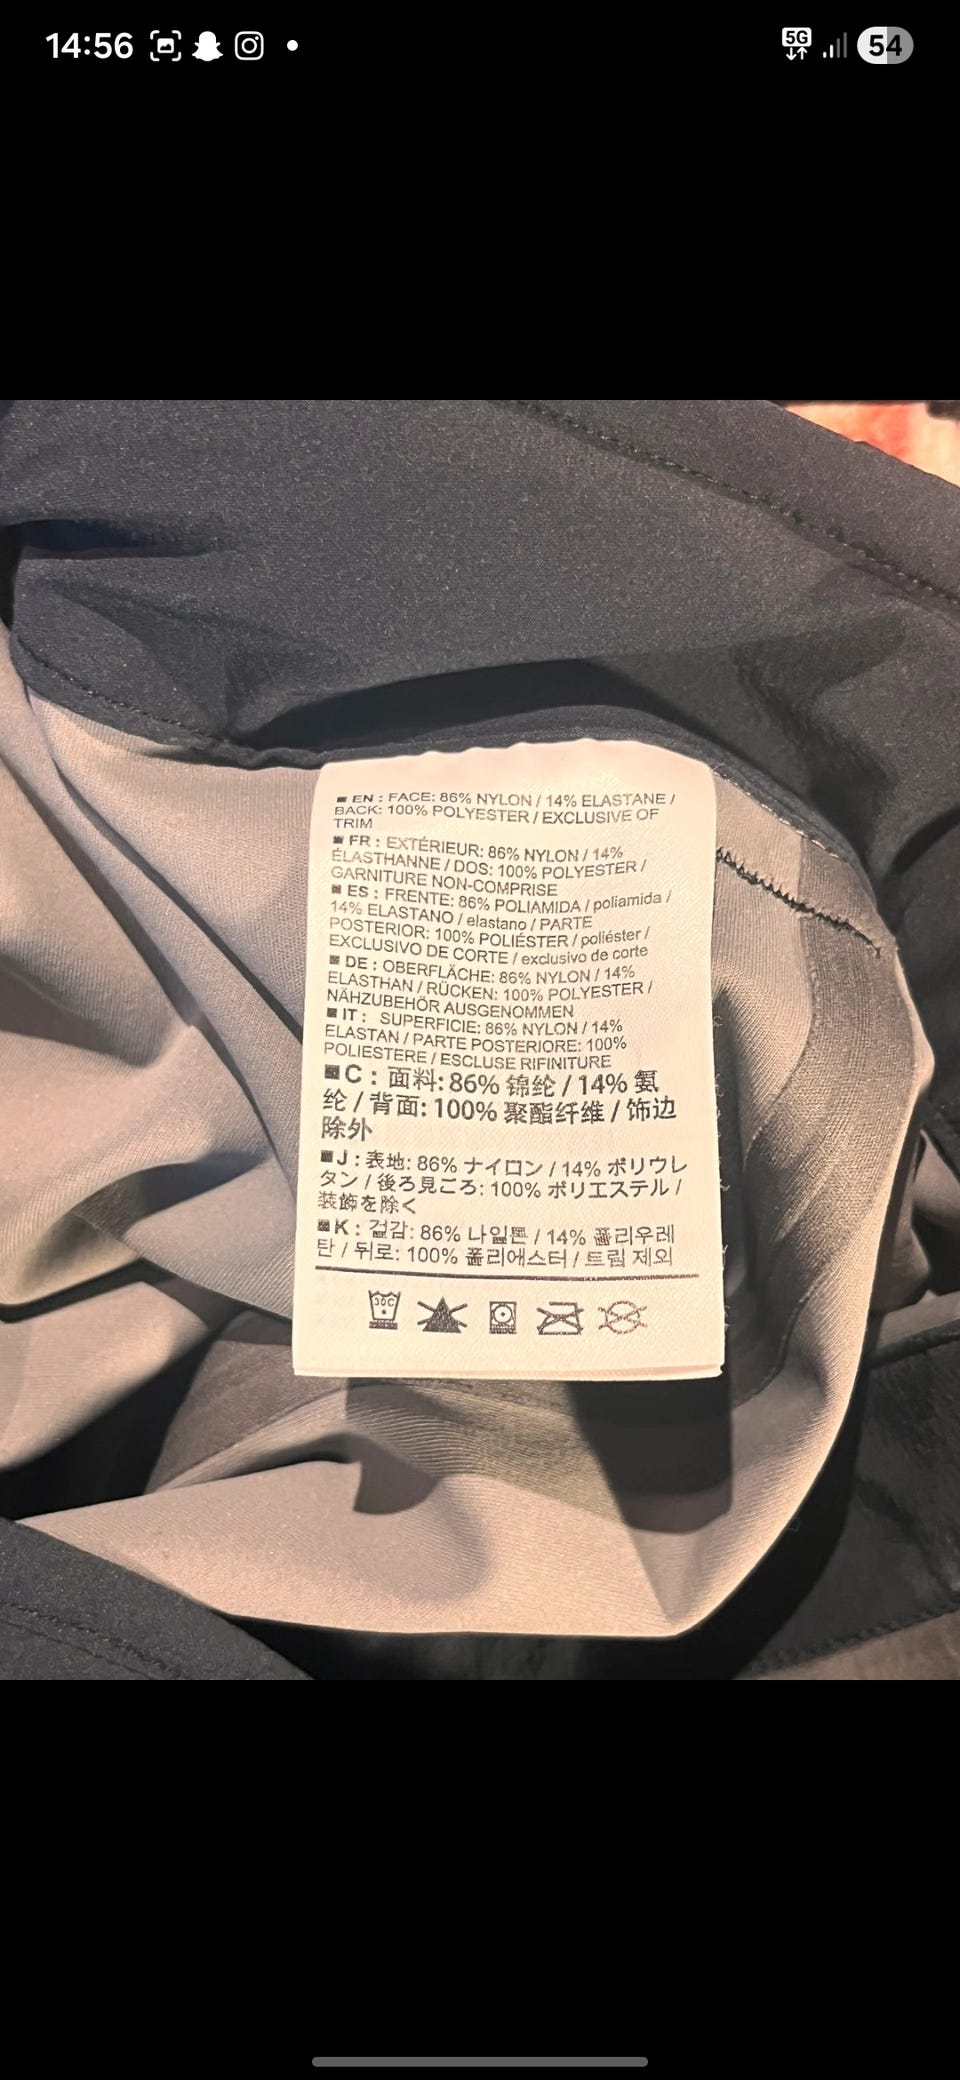 14:56
5G
54
EN : FACE: 86% NYLON / 14% ELASTANE /
BACK: 100% POLYESTER / EXCLUSIVE OF
TRIM
FR : EXTÉRIEUR: 86% NYLON / 14%
ÉLASTHANNE / DOS: 100% POLYESTER /
GARNITURE NON-COMPRISE
ES : FRENTE: 86% POLIAMIDA / poliamida /
14% ELASTANO / elastano / PARTE
POSTERIOR: 100% POLIÉSTER / poliéster /
EXCLUSIVO DE CORTE / exclusivo de corte
DE : OBERFLÄCHE: 86% NYLON / 14%
ELASTHAN / RÜCKEN: 100% POLYESTER /
NÄHZUBEHÖR AUSGENOMMEN
IT : SUPERFICIE: 86% NYLON / 14%
ELASTAN / PARTE POSTERIORE: 100%
POLIESTERE / ESCLUSE RIFINITURE
C : 面料: 86% 锦纶 / 14% 氨
纶 / 背面: 100% 聚酯纤维 / 饰边
除外
J : 表地: 86% ナイロン / 14% ポリウレ
タン / 後ろ見ごろ: 100% ポリエステル /
装飾を除く
K : 겉감: 86% 나일론 / 14% 폴리우레
탄 / 뒤로: 100% 폴리에스터 / 트림 제외
30C